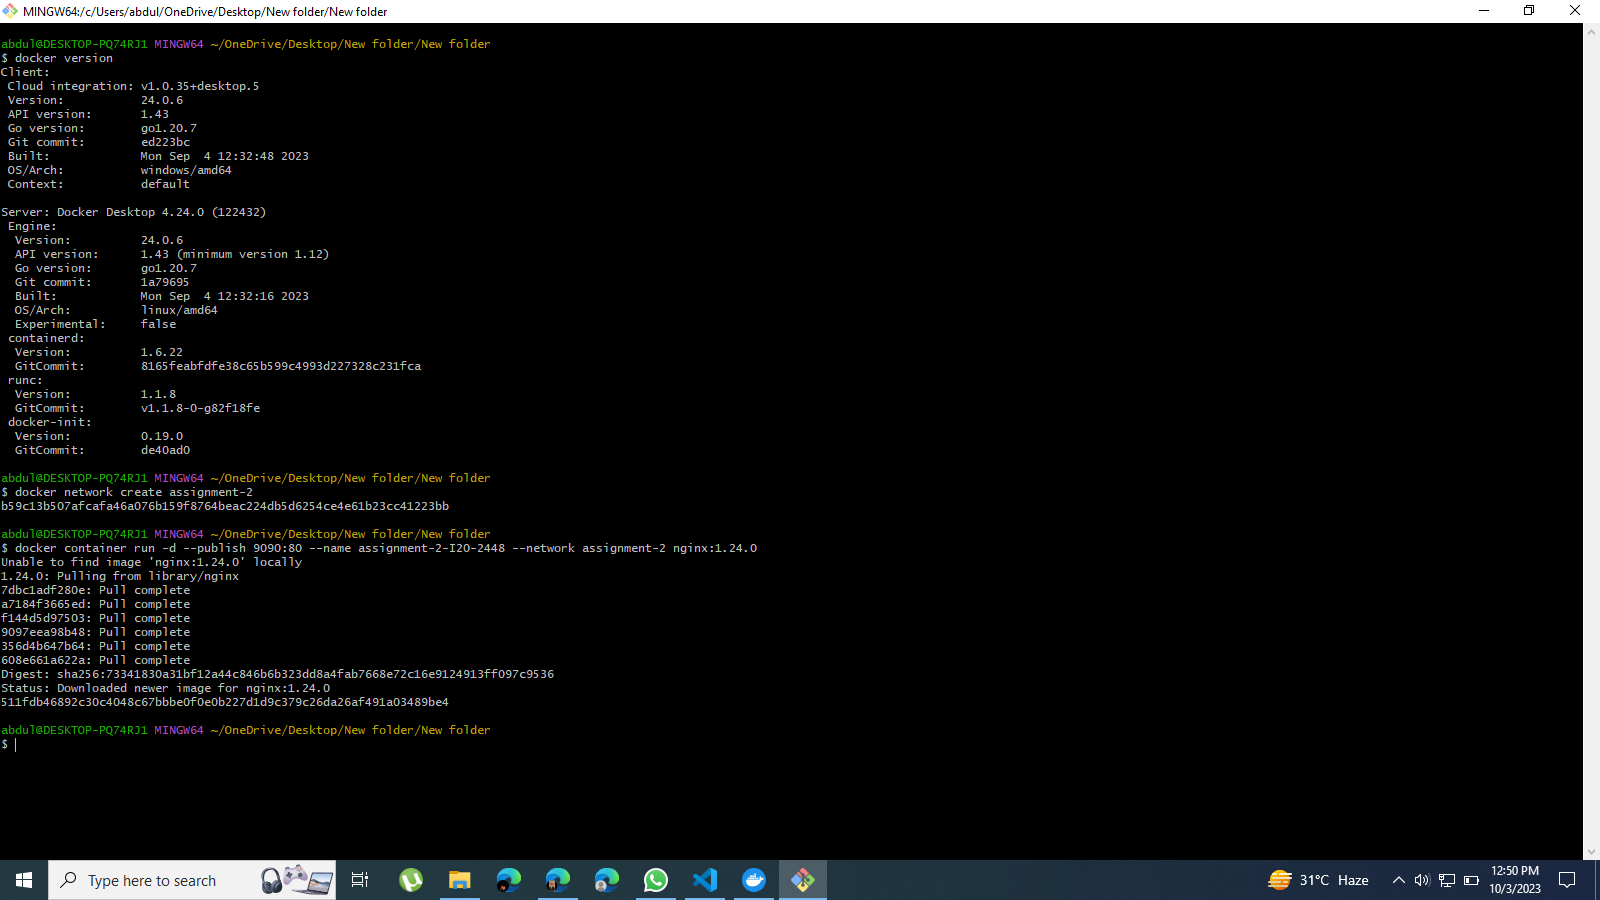 MINGW64:/c/Users/abdul/OneDrive/Desktop/New folder/New folder
abdul@DESKTOP-PQ74RJ1 MINGW64 ~/OneDrive/Desktop/New folder/New folder
$ docker version
Client:
Cloud integration: v1.0.35+desktop.5
Version: 24.0.6
API version: 1.43
Go version: go1.20.7
Git commit: ed223bc
Built: Mon Sep 4 12:32:48 2023
OS/Arch: windows/amd64
Context: default
Server: Docker Desktop 4.24.0 (122432)
Engine:
Version: 24.0.6
API version: 1.43 (minimum version 1.12)
Go version: go1.20.7
Git commit: 1a79695
Built: Mon Sep 4 12:32:16 2023
OS/Arch: linux/amd64
Experimental: false
containerd:
Version: 1.6.22
GitCommit: 8165feabfdfe38c65b599c4993d227328c231fca
runc:
Version: 1.1.8
GitCommit: v1.1.8-0-g82f18fe
docker-init:
Version: 0.19.0
GitCommit: de40ad0
abdul@DESKTOP-PQ74RJ1 MINGW64 ~/OneDrive/Desktop/New folder/New folder
$ docker network create assignment-2
b59c13b507afcafa46a076b159f8764beac224db5d6254ce4e61b23cc41223bb
abdul@DESKTOP-PQ74RJ1 MINGW64 ~/OneDrive/Desktop/New folder/New folder
$ docker container run -d --publish 9090:80 --name assignment-2-I20-2448 --network assignment-2 nginx:1.24.0
Unable to find image 'nginx:1.24.0' locally
1.24.0: Pulling from library/nginx
7dbc1adf280e: Pull complete
a7184f3665ed: Pull complete
f144d5d97503: Pull complete
9097eea98b48: Pull complete
356d4b647b64: Pull complete
608e661a622a: Pull complete
Digest: sha256:73341830a31bf12a44c846b6b323dd8a4fab7668e72c16e9124913ff097c9536
Status: Downloaded newer image for nginx:1.24.0
511fdb46892c30c4048c67bbbe0f0e0b227d1d9c379c26da26af491a03489be4
abdul@DESKTOP-PQ74RJ1 MINGW64 ~/OneDrive/Desktop/New folder/New folder
$
Type here to search
31°C Haze
12:50 PM
10/3/2023